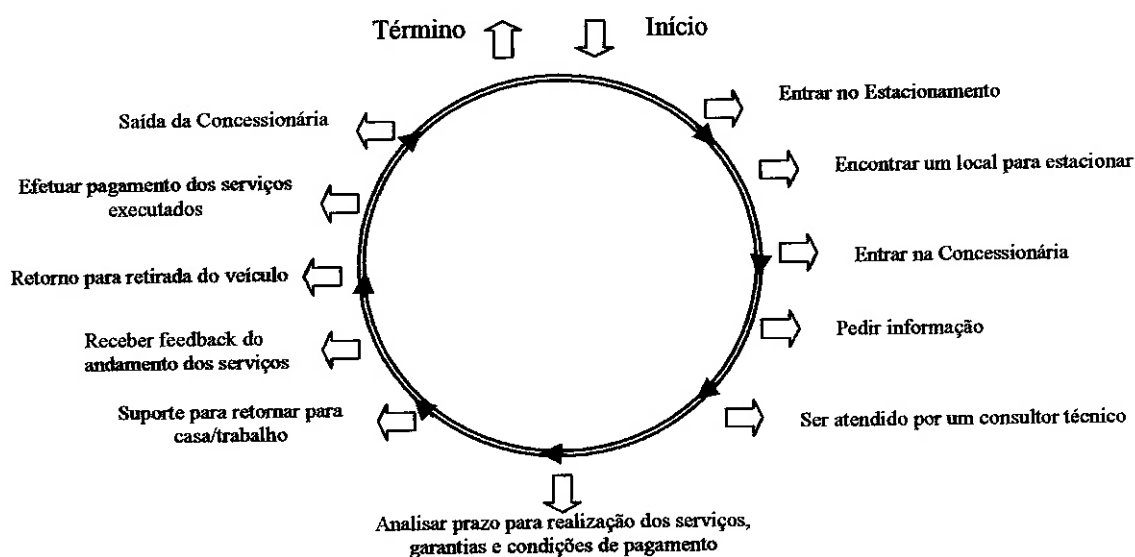 Término
Início
Entrar no Estacionamento
Encontrar um local para estacionar
Entrar na Concessionária
Pedir informação
Ser atendido por um consultor técnico
Analisar prazo para realização dos serviços,
garantias e condições de pagamento
Suporte para retornar para
casa/trabalho
Receber feedback do
andamento dos serviços
Retorno para retirada do veículo
Efetuar pagamento dos serviços
executados
Saída da Concessionária